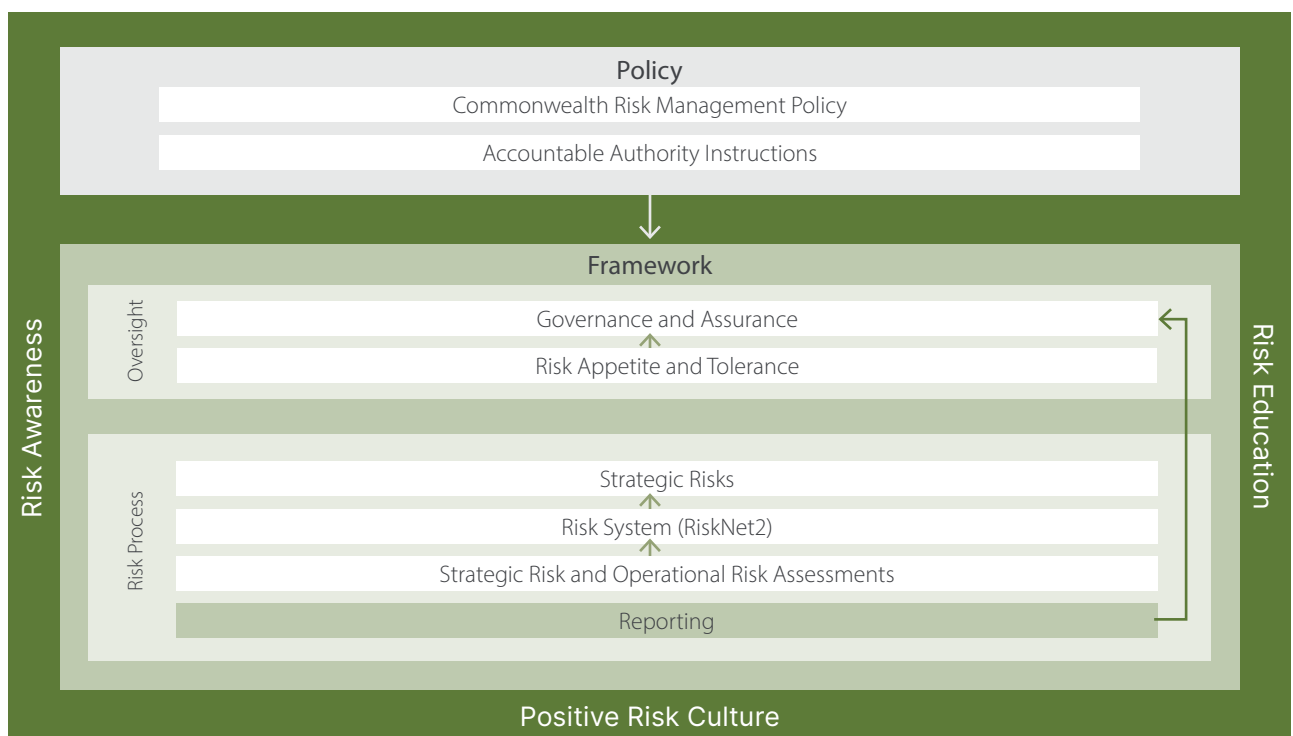 Policy
Commonwealth Risk Management Policy
Accountable Authority Instructions
Framework
Oversight
Governance and Assurance
Risk Appetite and Tolerance
Risk Process
Strategic Risks
Risk System (RiskNet2)
Strategic Risk and Operational Risk Assessments
Reporting
Risk Awareness
Risk Education
Positive Risk Culture